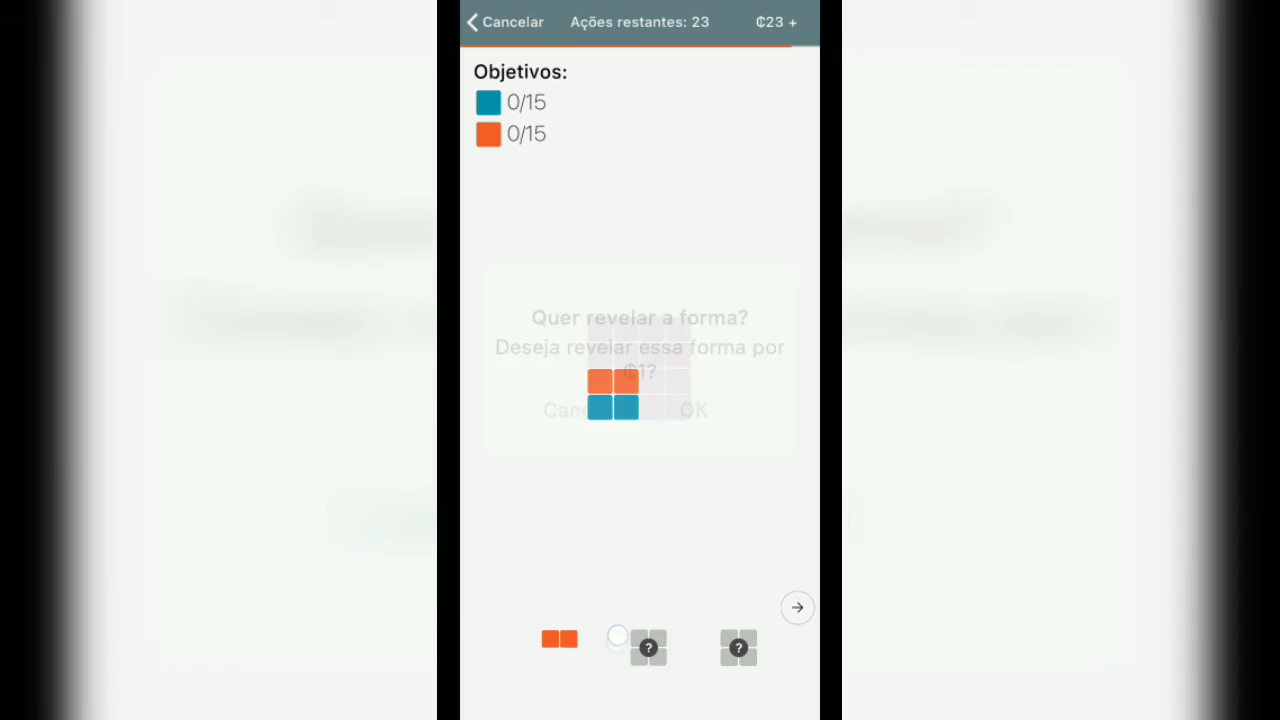 Cancelar
Ações restantes: 23
₵23 +
Objetivos:
0/15
0/15
Quer revelar a forma?
Deseja revelar essa forma por
₵1?
OK
?
?